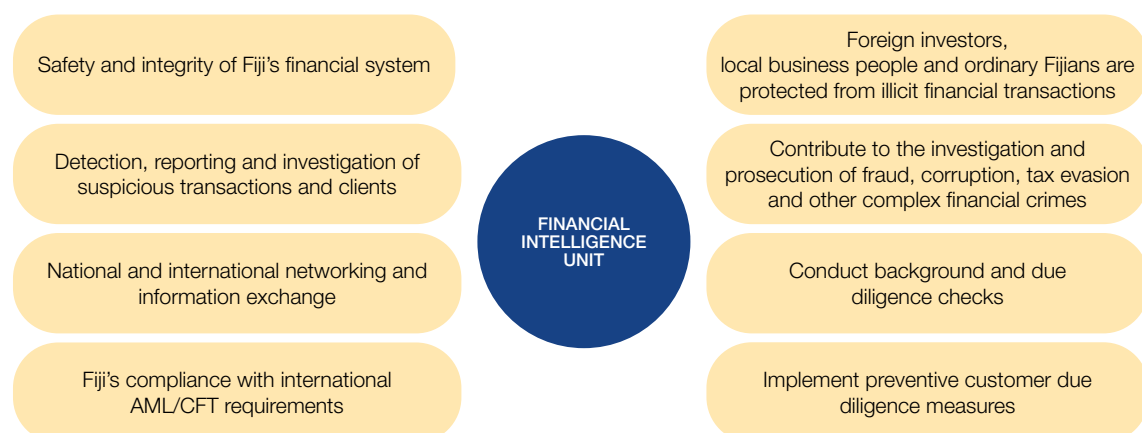 Safety and integrity of Fiji's financial system
Detection, reporting and investigation of
suspicious transactions and clients
National and international networking and
information exchange
Fiji's compliance with international
AML/CFT requirements
FINANCIAL
INTELLIGENCE
UNIT
Foreign investors,
local business people and ordinary Fijians are
protected from illicit financial transactions
Contribute to the investigation and
prosecution of fraud, corruption, tax evasion
and other complex financial crimes
Conduct background and due
diligence checks
Implement preventive customer due
diligence measures